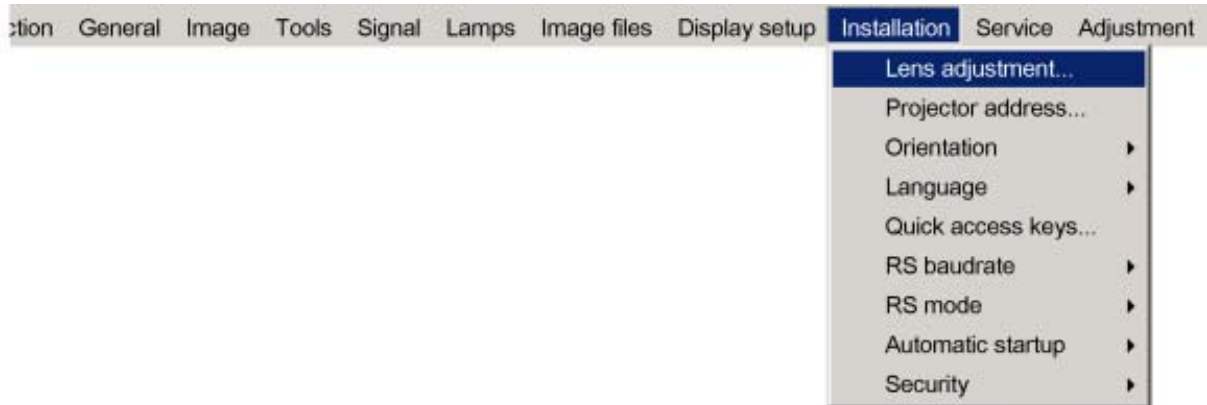 ction General Image Tools Signal Lamps Image files Display setup Installation Service Adjustment
Lens adjustment...
Projector address...
Orientation
Language
Quick access keys...
RS baudrate
RS mode
Automatic startup
Security